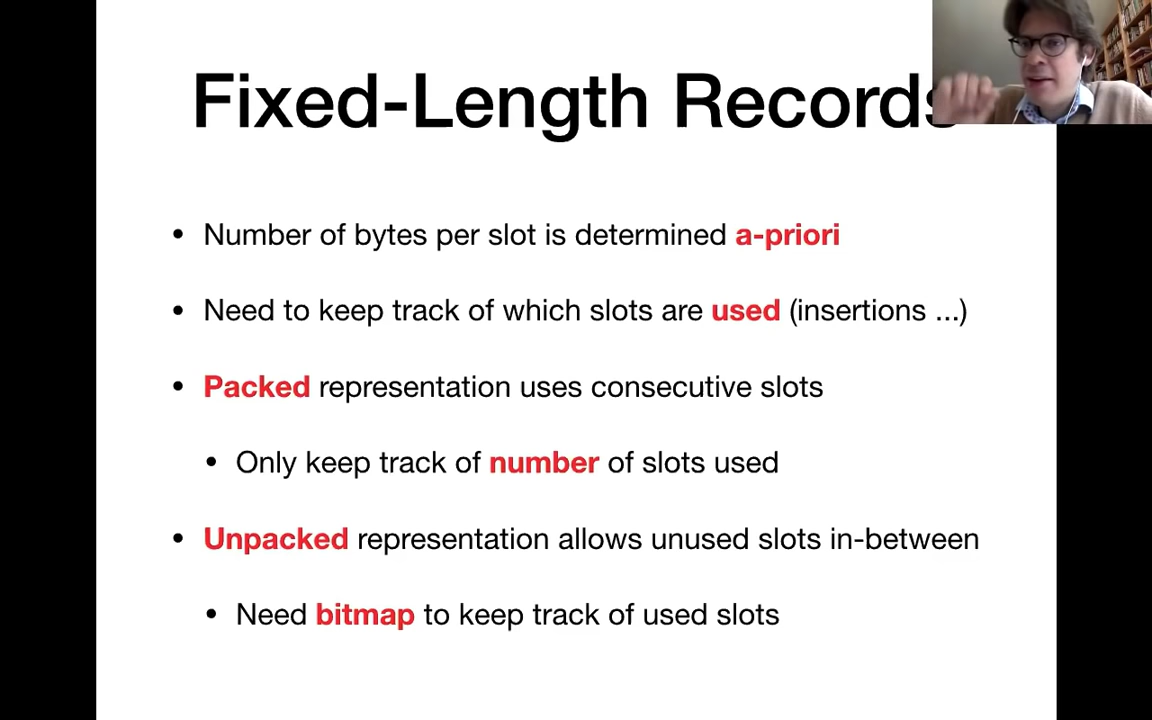 Fixed-Length Records
• Number of bytes per slot is determined a-priori
• Need to keep track of which slots are used (insertions ...)
• Packed representation uses consecutive slots
• Only keep track of number of slots used
• Unpacked representation allows unused slots in-between
• Need bitmap to keep track of used slots